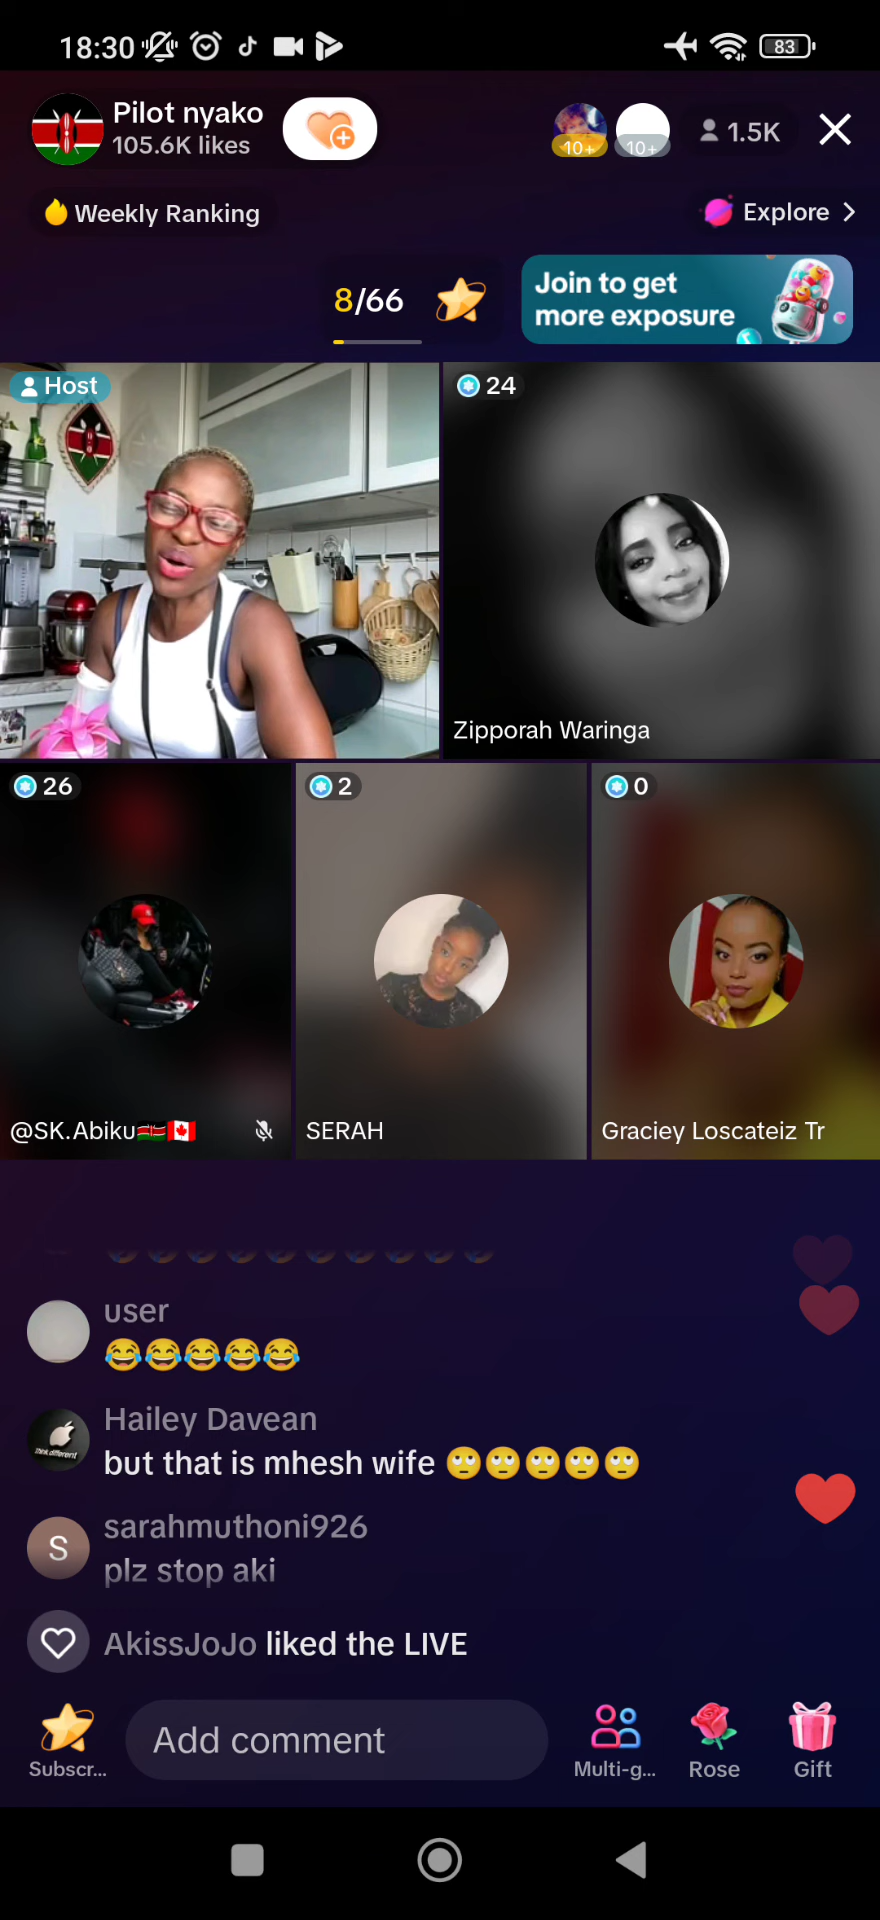 18:30
83
Pilot nyako
105.6K likes
10+
10+
1.5K
Weekly Ranking
Explore
8/66
Join to get
more exposure
Host
24
Zipporah Waringa
26
2
0
@SK.Abiku🇰🇪🇨🇦
SERAH
Graciey Loscateiz Tr
user
😂😂😂😂😂
Hailey Davean
but that is mhesh wife 🙄🙄🙄🙄🙄
think different
S
sarahmuthoni926
plz stop aki
AkissJoJo liked the LIVE
Subscr...
Add comment
Multi-g...
Rose
Gift